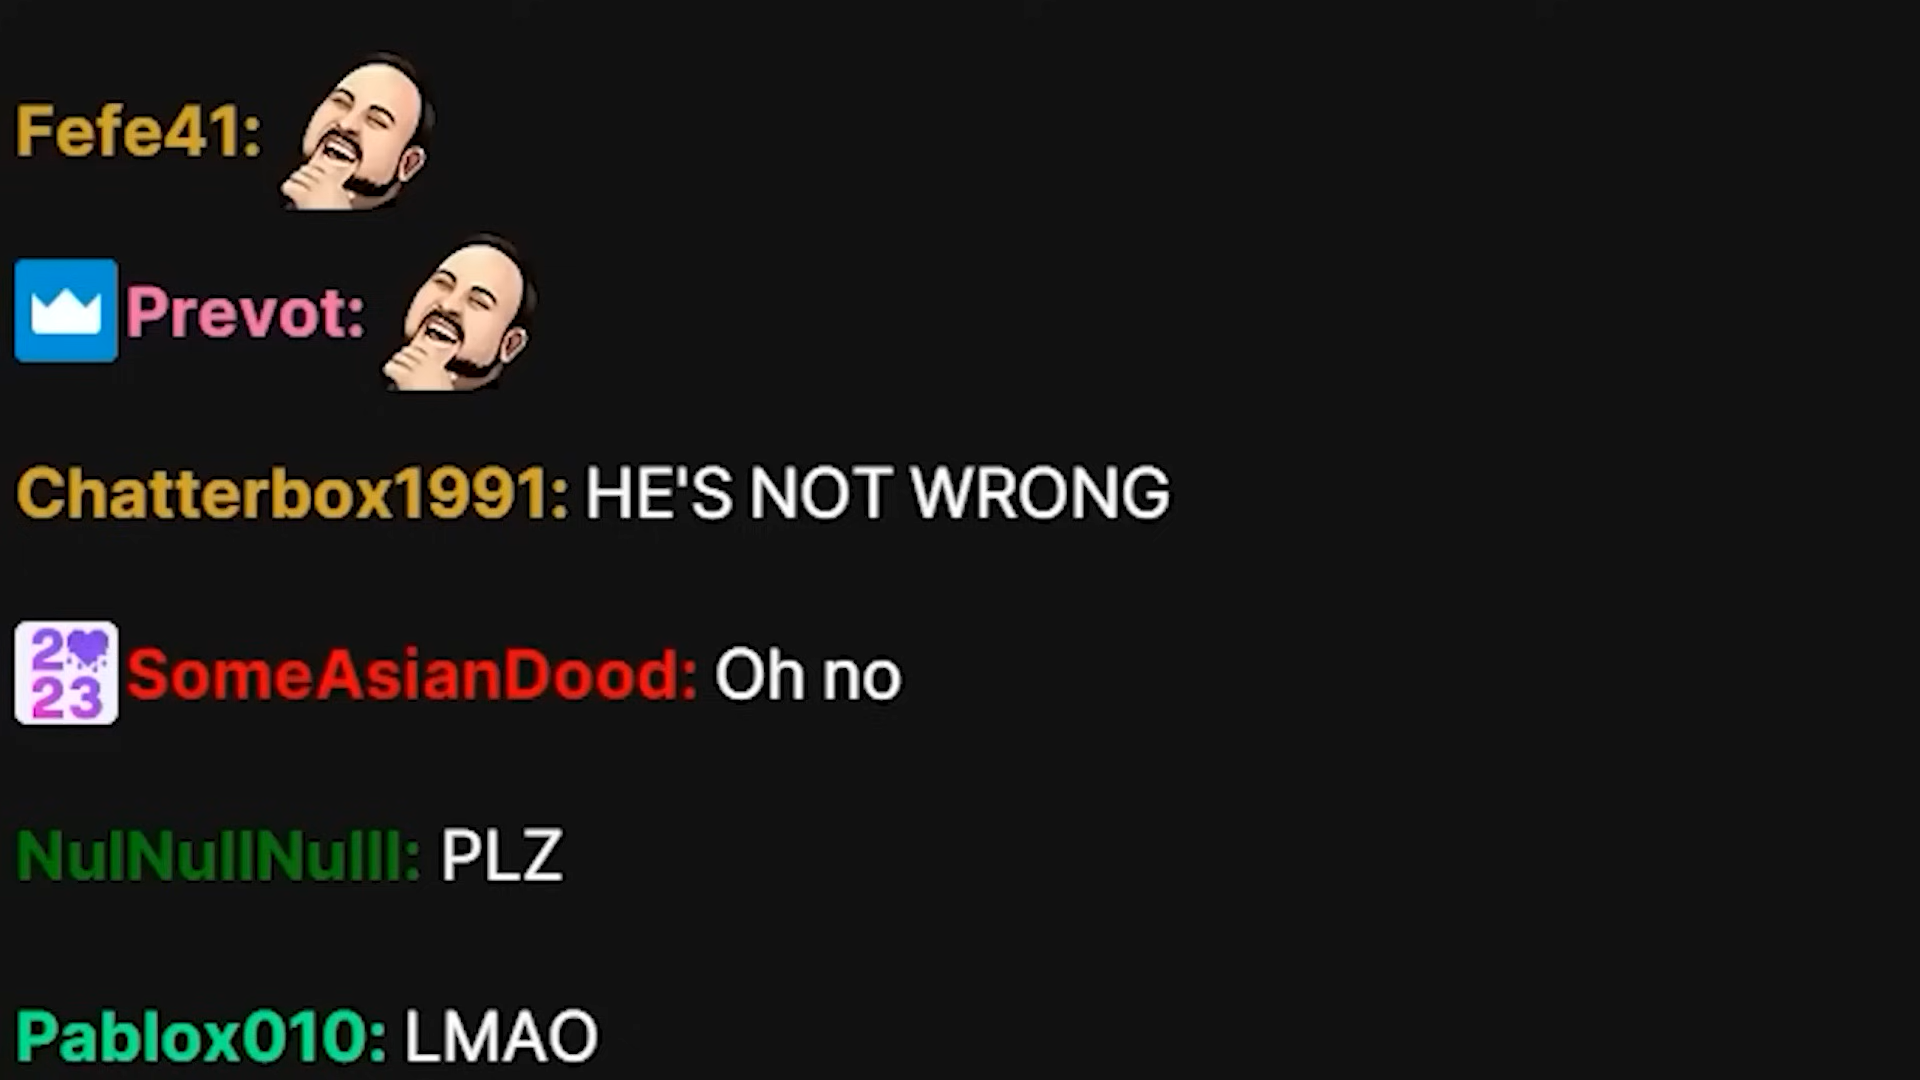 Fefe41:
Prevot:
Chatterbox1991: HE'S NOT WRONG
2023 SomeAsianDood: Oh no
NulNullNulll: PLZ
Pablox010: LMAO